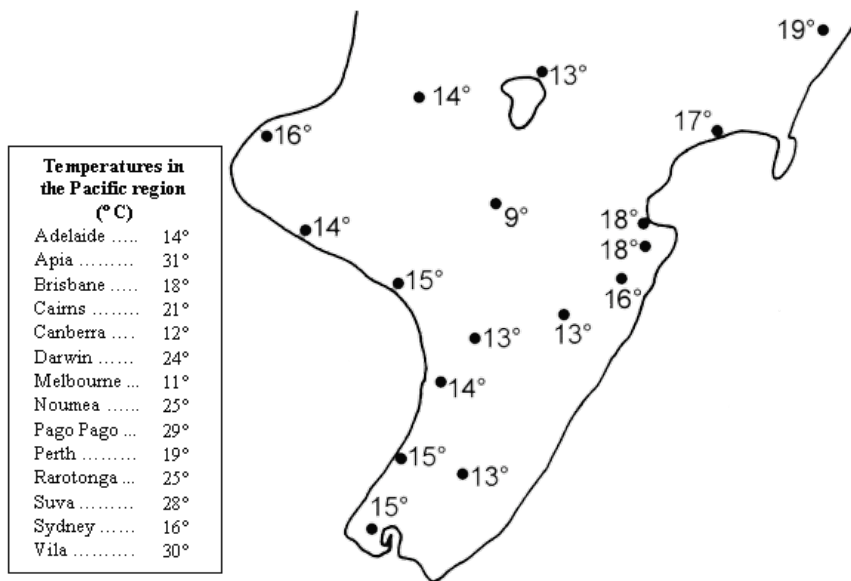 19°
13°
14°
17°
16°
Temperatures in
the Pacific region
(° C)
Adelaide ..... 14°
Apia ......... 31°
Brisbane ..... 18°
Cairns ........ 21°
Canberra .... 12°
Darwin ...... 24°
Melbourne ... 11°
Noumea ...... 25°
Pago Pago ... 29°
Perth ......... 19°
Rarotonga ... 25°
Suva ......... 28°
Sydney ...... 16°
Vila .......... 30°
9°
18°
14°
18°
15°
16°
13°
13°
14°
15°
13°
15°